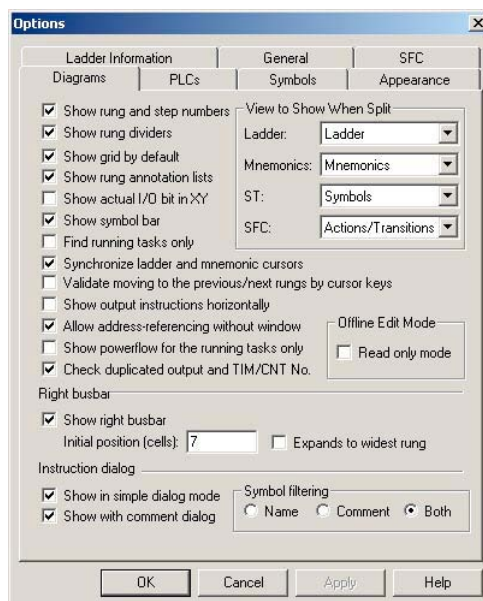 Options
Ladder Information General SFC
Diagrams PLCs Symbols Appearance
Show rung and step numbers
Show rung dividers
Show grid by default
Show rung annotation lists
Show actual I/O bit in XY
Show symbol bar
Find running tasks only
View to Show When Split
Ladder: Ladder
Mnemonics: Mnemonics
ST: Symbols
SFC: Actions/Transitions
Synchronize ladder and mnemonic cursors
Validate moving to the previous/next rungs by cursor keys
Show output instructions horizontally
Allow address-referencing without window
Show powerflow for the running tasks only
Check duplicated output and TIM/CNT No.
Offline Edit Mode
Read only mode
Right busbar
Show right busbar
Initial position (cells): 7 Expands to widest rung
Instruction dialog
Show in simple dialog mode
Show with comment dialog
Symbol filtering
Name Comment Both
OK Cancel Apply Help